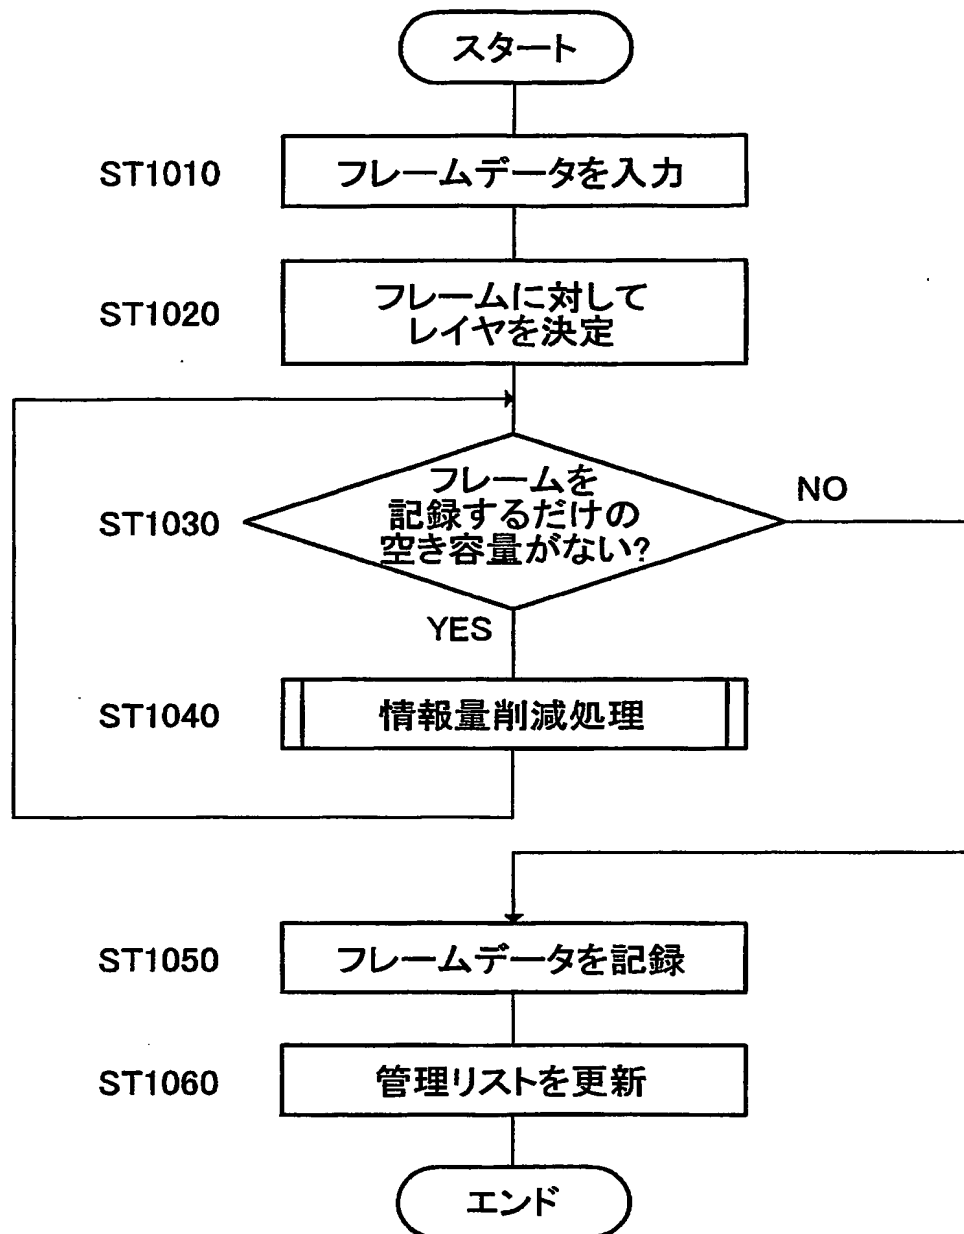 スタート
ST1010
フレームデータを入力
ST1020
フレームに対して
レイヤを決定
ST1030
フレームを
記録するだけの
空き容量がない?
NO
YES
ST1040
情報量削減処理
ST1050
フレームデータを記録
ST1060
管理リストを更新
エンド